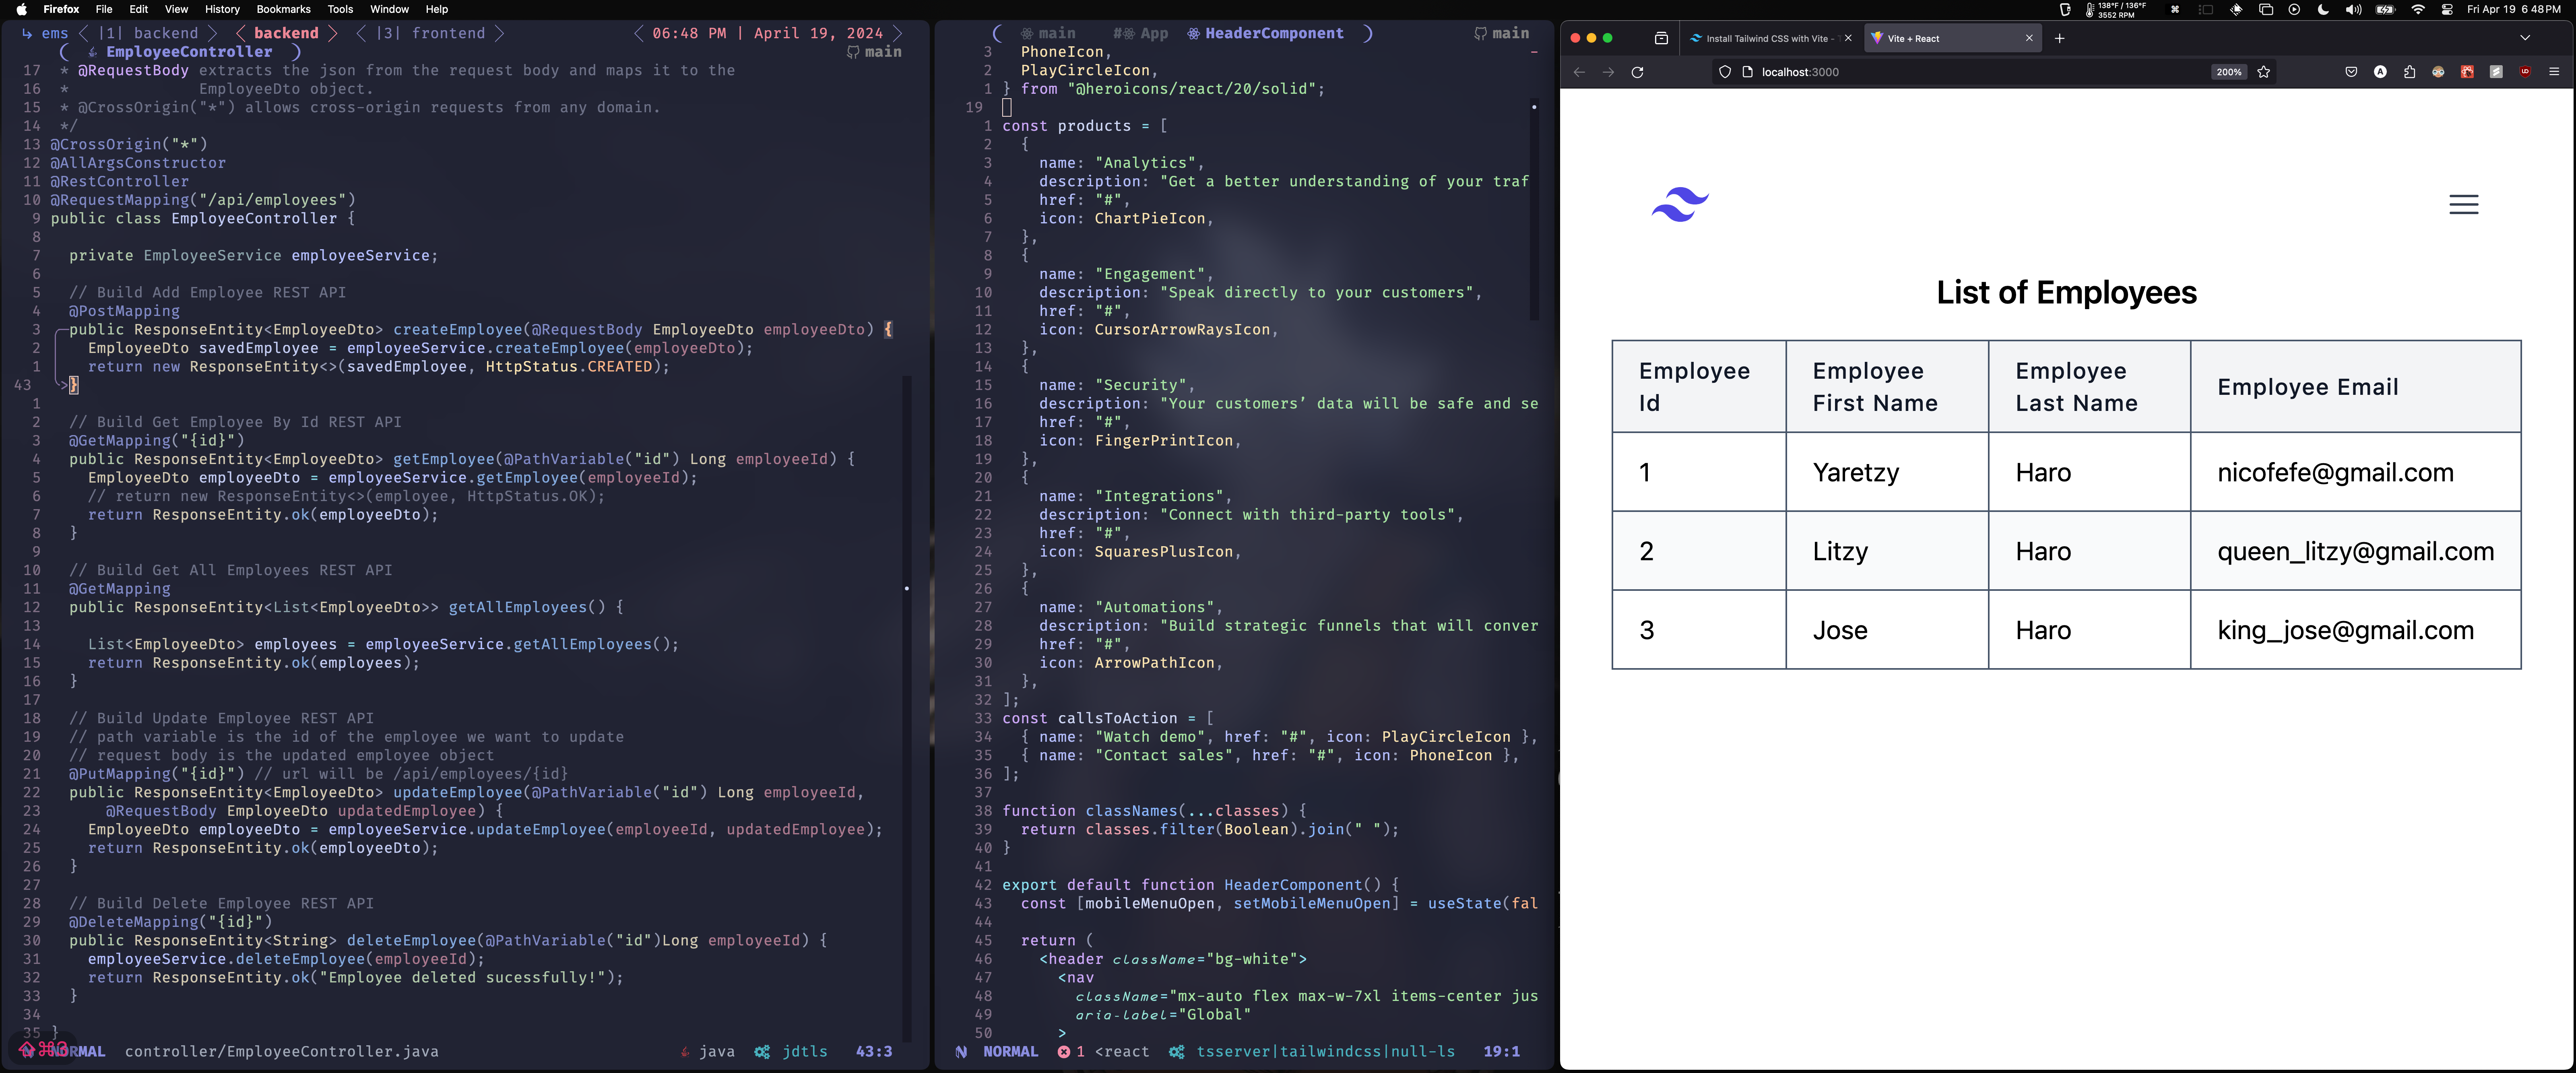 Firefox File Edit View History Bookmarks Tools Window Help
138°F / 136°F
3552 RPM
Fri Apr 19 6 48 PM
ems |1| backend backend |3| frontend 06:48 PM | April 19, 2024
EmployeeController main
17 * @RequestBody extracts the json from the request body and maps it to the
16 * EmployeeDto object.
15 * @CrossOrigin("*") allows cross-origin requests from any domain.
14 */
13 @CrossOrigin("*")
12 @AllArgsConstructor
11 @RestController
10 @RequestMapping("/api/employees")
9 public class EmployeeController {
8
7 private EmployeeService employeeService;
6
5 // Build Add Employee REST API
4 @PostMapping
3 public ResponseEntity<EmployeeDto> createEmployee(@RequestBody EmployeeDto employeeDto) {
2 EmployeeDto savedEmployee = employeeService.createEmployee(employeeDto);
1 return new ResponseEntity<>(savedEmployee, HttpStatus.CREATED);
43 }
1
2 // Build Get Employee By Id REST API
3 @GetMapping("{id}")
4 public ResponseEntity<EmployeeDto> getEmployee(@PathVariable("id") Long employeeId) {
5 EmployeeDto employeeDto = employeeService.getEmployee(employeeId);
6 // return new ResponseEntity<>(employee, HttpStatus.OK);
7 return ResponseEntity.ok(employeeDto);
8 }
9
10 // Build Get All Employees REST API
11 @GetMapping
12 public ResponseEntity<List<EmployeeDto>> getAllEmployees() {
13
14 List<EmployeeDto> employees = employeeService.getAllEmployees();
15 return ResponseEntity.ok(employees);
16 }
17
18 // Build Update Employee REST API
19 // path variable is the id of the employee we want to update
20 // request body is the updated employee object
21 @PutMapping("{id}") // url will be /api/employees/{id}
22 public ResponseEntity<EmployeeDto> updateEmployee(@PathVariable("id") Long employeeId,
23 @RequestBody EmployeeDto updatedEmployee) {
24 EmployeeDto employeeDto = employeeService.updateEmployee(employeeId, updatedEmployee);
25 return ResponseEntity.ok(employeeDto);
26 }
27
28 // Build Delete Employee REST API
29 @DeleteMapping("{id}")
30 public ResponseEntity<String> deleteEmployee(@PathVariable("id")Long employeeId) {
31 employeeService.deleteEmployee(employeeId);
32 return ResponseEntity.ok("Employee deleted sucessfully!");
33 }
34
35 }
⇧⌘3 NORMAL controller/EmployeeController.java java jdtls 43:3
main App HeaderComponent main
3 PhoneIcon,
2 PlayCircleIcon,
1 } from "@heroicons/react/20/solid";
19
1 const products = [
2 {
3 name: "Analytics",
4 description: "Get a better understanding of your traf
5 href: "#",
6 icon: ChartPieIcon,
7 },
8 {
9 name: "Engagement",
10 description: "Speak directly to your customers",
11 href: "#",
12 icon: CursorArrowRaysIcon,
13 },
14 {
15 name: "Security",
16 description: "Your customers’ data will be safe and se
17 href: "#",
18 icon: FingerPrintIcon,
19 },
20 {
21 name: "Integrations",
22 description: "Connect with third-party tools",
23 href: "#",
24 icon: SquaresPlusIcon,
25 },
26 {
27 name: "Automations",
28 description: "Build strategic funnels that will conver
29 href: "#",
30 icon: ArrowPathIcon,
31 },
32 ];
33 const callsToAction = [
34 { name: "Watch demo", href: "#", icon: PlayCircleIcon },
35 { name: "Contact sales", href: "#", icon: PhoneIcon },
36 ];
37
38 function classNames(...classes) {
39 return classes.filter(Boolean).join(" ");
40 }
41
42 export default function HeaderComponent() {
43 const [mobileMenuOpen, setMobileMenuOpen] = useState(fal
44
45 return (
46 <header className="bg-white">
47 <nav
48 className="mx-auto flex max-w-7xl items-center jus
49 aria-label="Global"
50 >
NORMAL 1 <react tsserver|tailwindcss|null-ls 19:1
Install Tailwind CSS with Vite - Vite + React
localhost:3000 200%
List of Employees
Employee Id Employee First Name Employee Last Name Employee Email
1 Yaretzy Haro nicofefe@gmail.com
2 Litzy Haro queen_litzy@gmail.com
3 Jose Haro king_jose@gmail.com